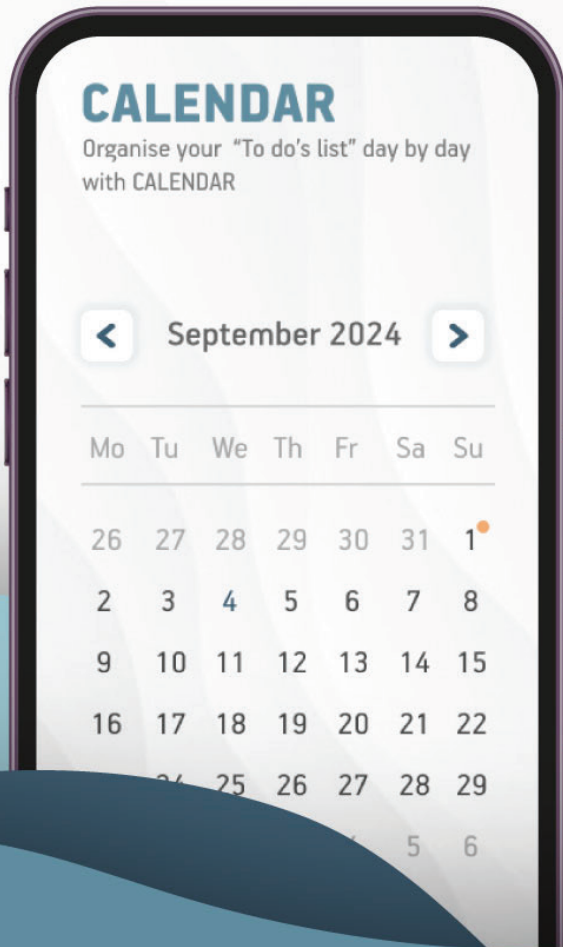 CALENDAR
Organise your “To do’s list” day by day
with CALENDAR
September 2024
Mo Tu We Th Fr Sa Su
26 27 28 29 30 31 1
2 3 4 5 6 7 8
9 10 11 12 13 14 15
16 17 18 19 20 21 22
24 25 26 27 28 29
5 6